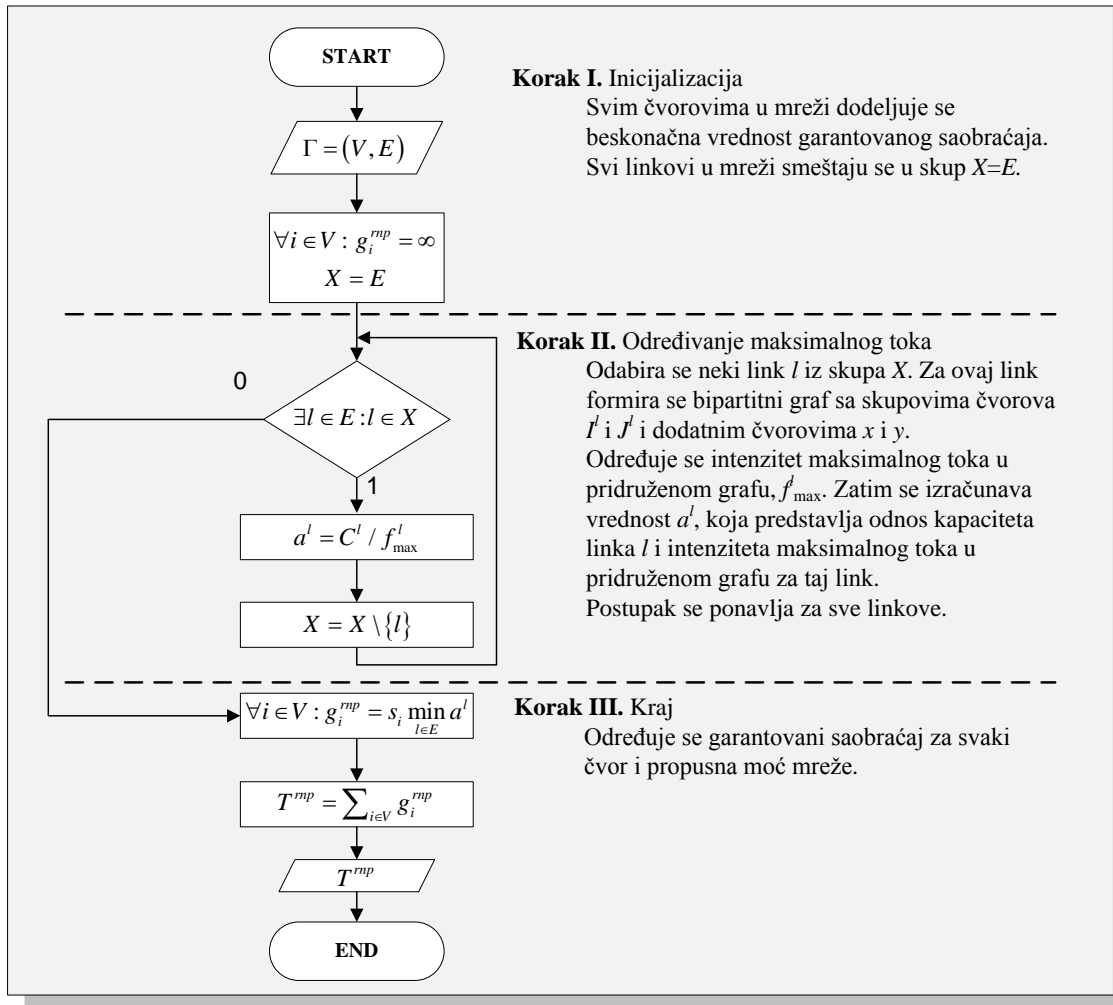 START
Γ = (V, E)
∀i ∈ V : g_i^{rnp} = ∞
X = E
Korak I. Inicijalizacija
Svim čvorovima u mreži dodeljuje se
beskonačna vrednost garantovanog saobraćaja.
Svi linkovi u mreži smeštaju se u skup X=E.
0
∃l ∈ E : l ∈ X
1
a^l = C^l / f_{max}^l
X = X \ {l}
Korak II. Određivanje maksimalnog toka
Odabira se neki link l iz skupa X. Za ovaj link
formira se bipartitni graf sa skupovima čvorova
I^l i J^l i dodatnim čvorovima x i y.
Određuje se intenzitet maksimalnog toka u
pridruženom grafu, f^l_{max}. Zatim se izračunava
vrednost a^l, koja predstavlja odnos kapaciteta
linka l i intenziteta maksimalnog toka u
pridruženom grafu za taj link.
Postupak se ponavlja za sve linkove.
∀i ∈ V : g_i^{rnp} = s_i min_{l∈E} a^l
T^{rnp} = ∑_{i∈V} g_i^{rnp}
T^{rnp}
END
Korak III. Kraj
Određuje se garantovani saobraćaj za svaki
čvor i propusna moć mreže.